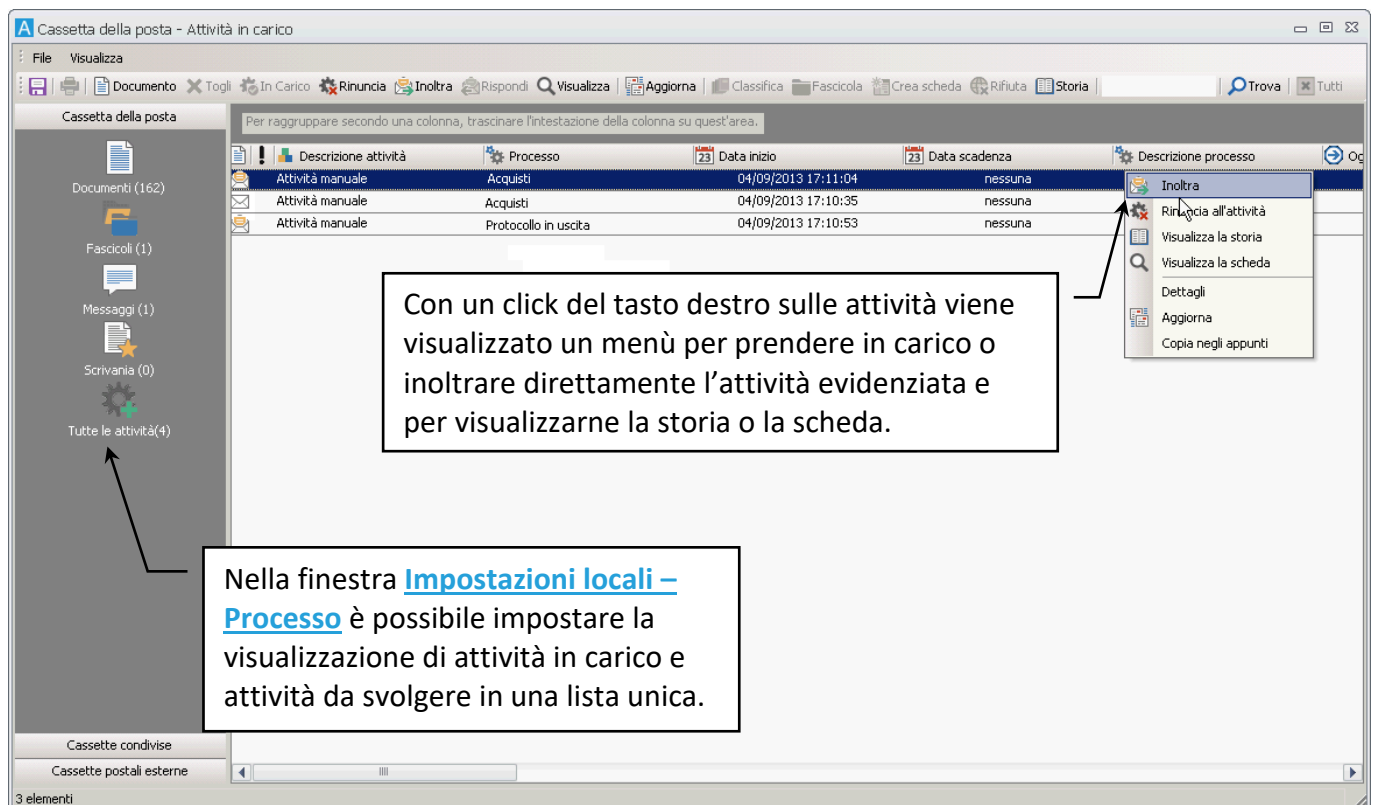 Cassetta della posta - Attività in carico
File Visualizza
Documento Togli In Carico Rinuncia Inoltra Rispondi Visualizza Aggiorna Classifica Fascicola Crea scheda Rifiuta Storia Trova Tutti
Cassetta della posta
Per raggruppare secondo una colonna, trascinare l'intestazione della colonna su quest'area.
Descrizione attività Processo 23 Data inizio 23 Data scadenza Descrizione processo Og
Attività manuale Acquisti 04/09/2013 17:11:04 nessuna
Attività manuale Acquisti 04/09/2013 17:10:35 nessuna
Attività manuale Protocollo in uscita 04/09/2013 17:10:53 nessuna
Inoltra
Rinuncia all'attività
Visualizza la storia
Visualizza la scheda
Dettagli
Aggiorna
Copia negli appunti
Documenti (162)
Fascicoli (1)
Messaggi (1)
Scrivania (0)
Tutte le attività(4)
Con un click del tasto destro sulle attività viene
visualizzato un menù per prendere in carico o
inoltrare direttamente l’attività evidenziata e
per visualizzarne la storia o la scheda.
Nella finestra Impostazioni locali –
Processo è possibile impostare la
visualizzazione di attività in carico e
attività da svolgere in una lista unica.
Cassette condivise
Cassette postali esterne
3 elementi